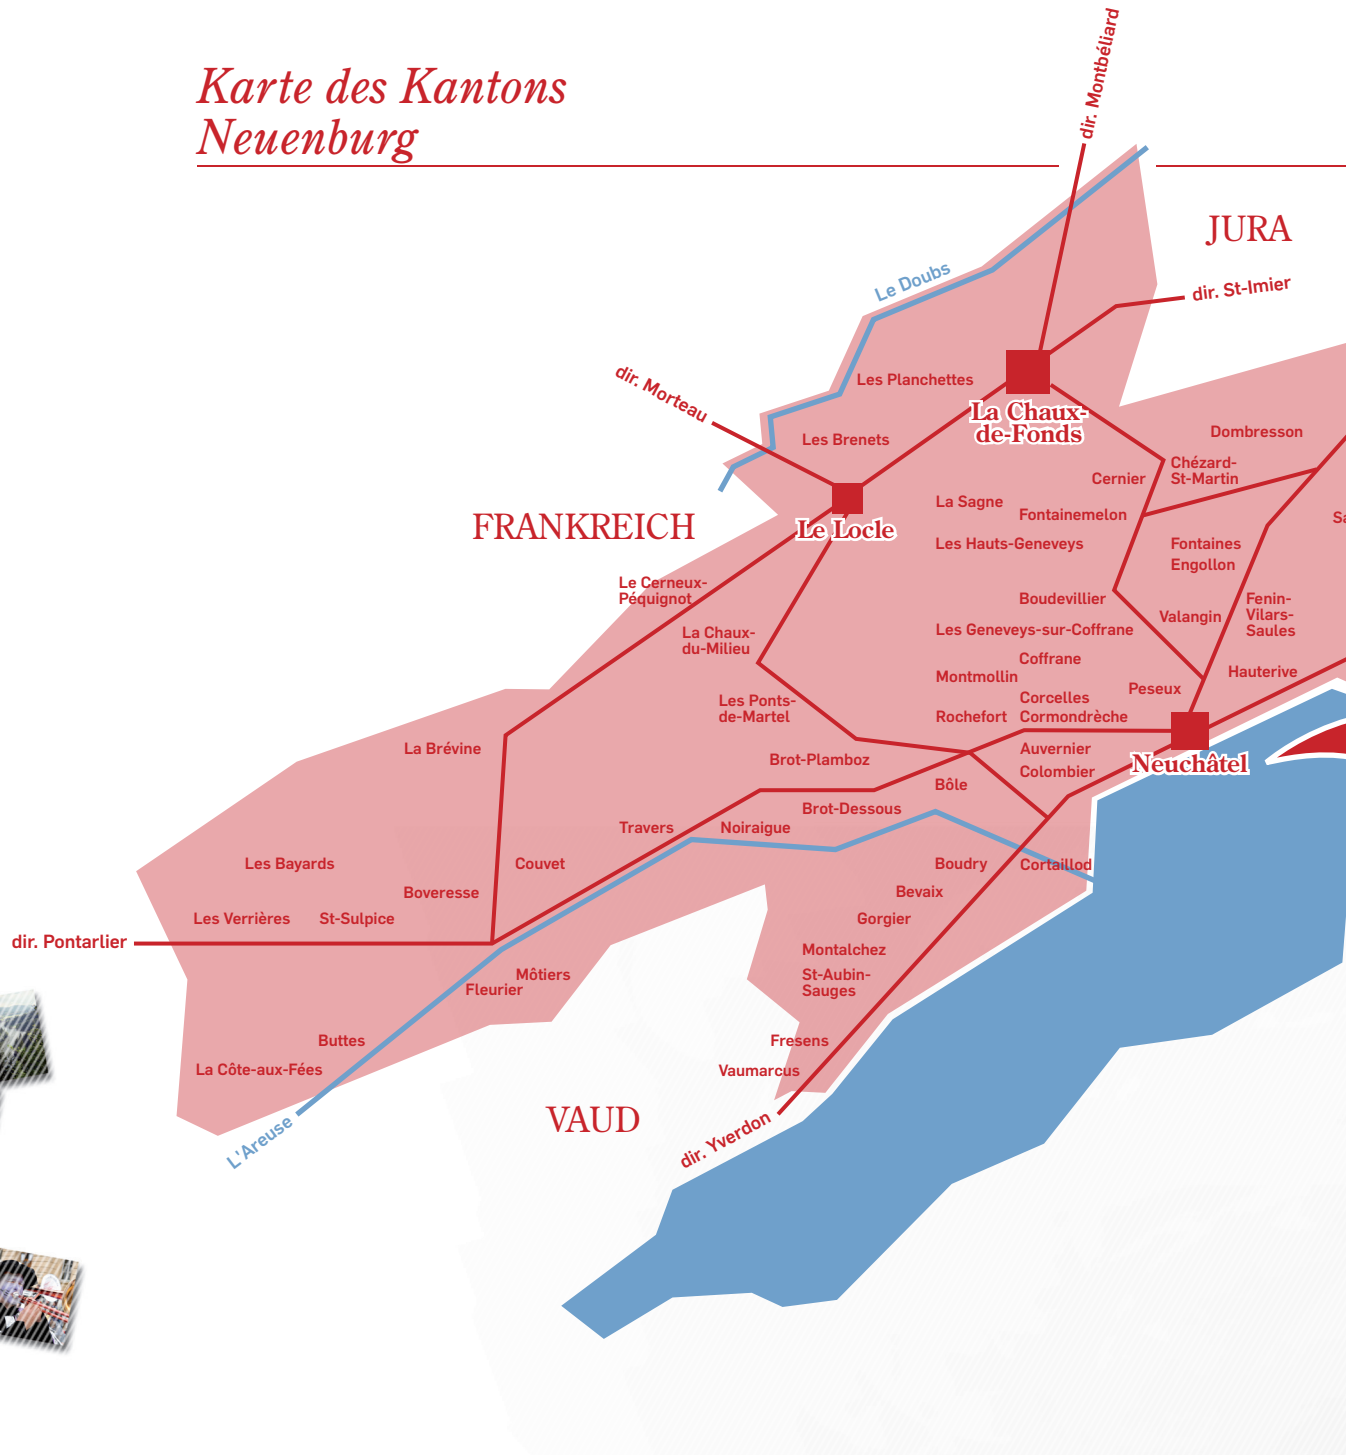 Karte des Kantons
Neuenburg
dir. Montbéliard
JURA
dir. St-Imier
Le Doubs
dir. Morteau
Les Planchettes
La Chaux-
de-Fonds
Les Brenets
Dombresson
Chézard-
St-Martin
Cernier
La Sagne
Fontainemelon
FRANKREICH
Le Locle
Les Hauts-Geneveys
Fontaines
Engollon
Le Cerneux-
Péquignot
Boudevillier
Valangin
Fenin-
Vilars-
Saules
La Chaux-
du-Milieu
Les Geneveys-sur-Coffrane
Coffrane
Montmollin
Hauterive
Peseux
Les Ponts-
de-Martel
Corcelles
Cormondrèche
Rochefort
La Brévine
Auvernier
Brot-Plamboz
Colombier
Neuchâtel
Bôle
Brot-Dessous
Travers
Noiraigue
Les Bayards
Couvet
Boudry
Cortaillod
Boveresse
Bevaix
Les Verrières
St-Sulpice
Gorgier
dir. Pontarlier
Montalchez
Môtiers
St-Aubin-
Sauges
Fleurier
Buttes
Fresens
La Côte-aux-Fées
Vaumarcus
VAUD
L'Areuse
dir. Yverdon